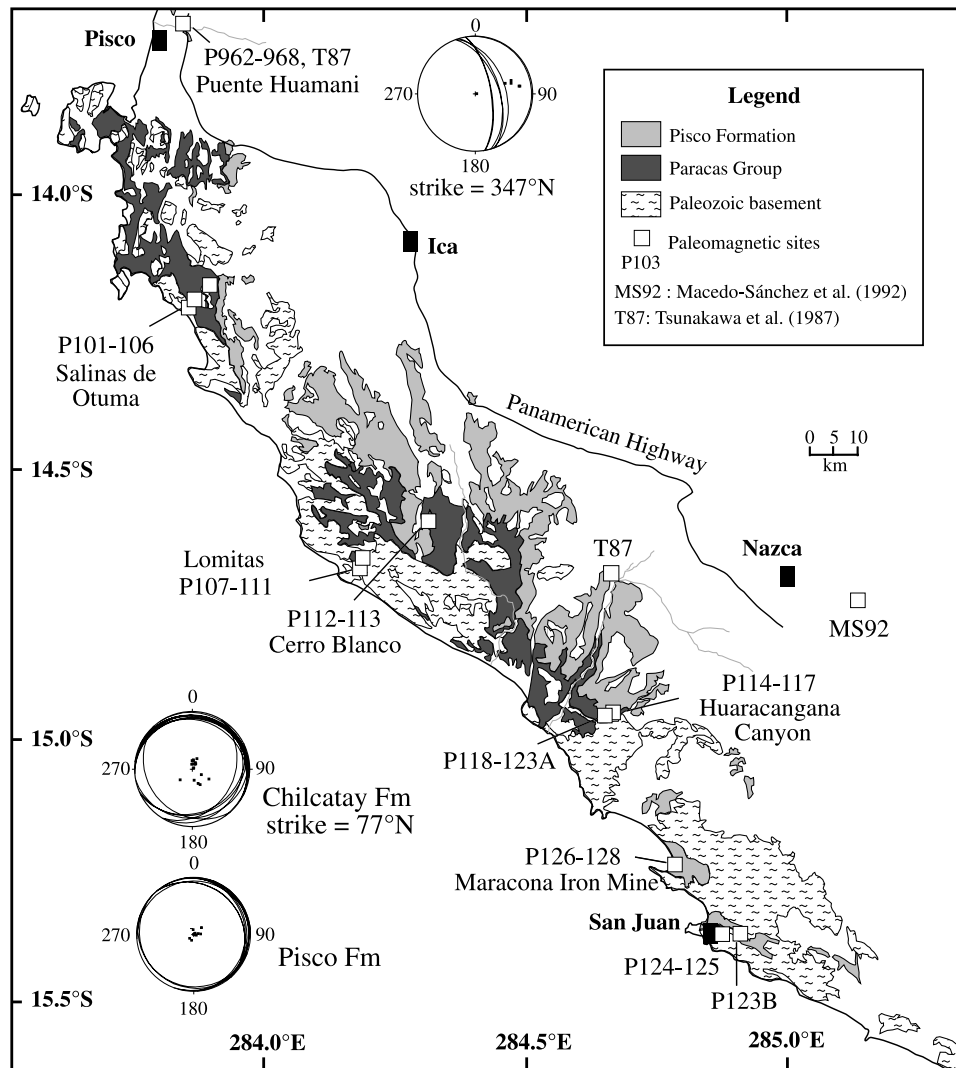 Pisco
P962-968, T87
Puente Huamani
0
270
90
180
strike = 347°N
Legend
Pisco Formation
Paracas Group
Paleozoic basement
Paleomagnetic sites
P103
MS92 : Macedo-Sánchez et al. (1992)
T87: Tsunakawa et al. (1987)
14.0°S
Ica
P101-106
Salinas de
Otuma
Panamerican Highway
0 5 10
km
14.5°S
Lomitas
P107-111
T87
Nazca
MS92
P112-113
Cerro Blanco
P114-117
Huaracangana
Canyon
P118-123A
15.0°S
0
270
90
180
Chilcatay Fm
strike = 77°N
P126-128
Maracona Iron Mine
0
270
90
180
Pisco Fm
San Juan
P124-125
P123B
15.5°S
284.0°E
284.5°E
285.0°E